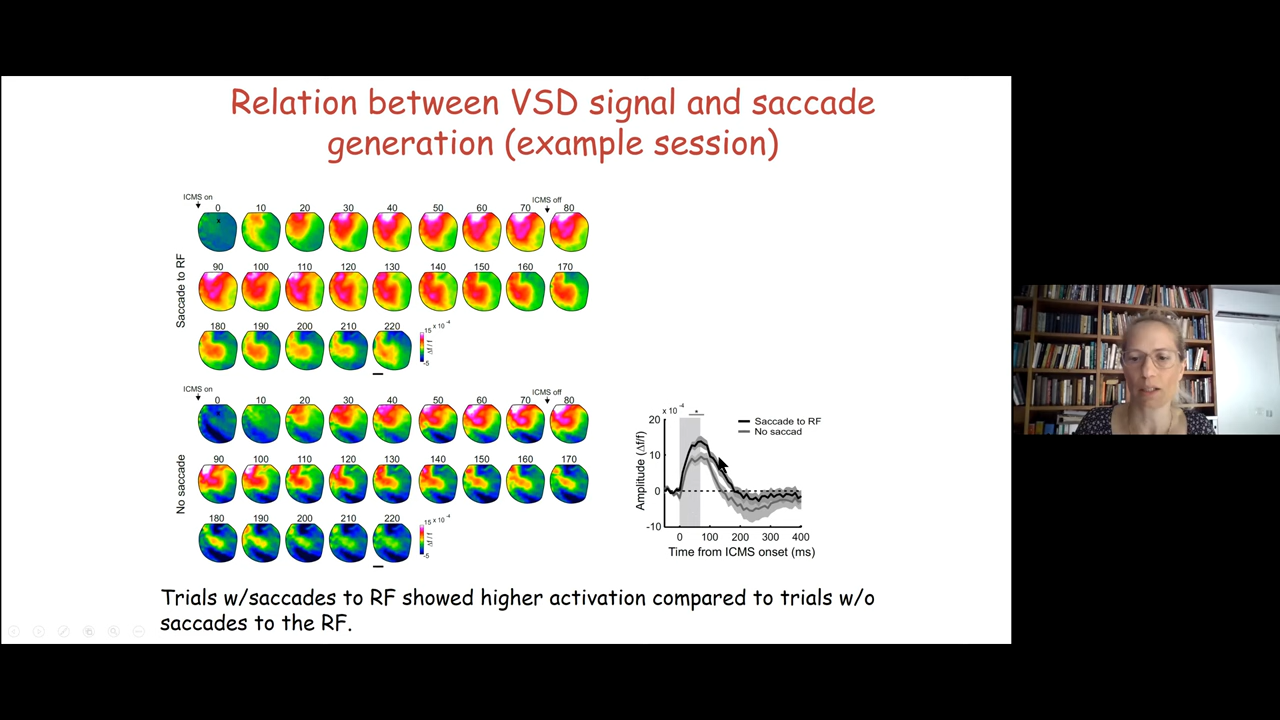 Relation between VSD signal and saccade
generation (example session)
ICMS on
ICMS off
0 10 20 30 40 50 60 70 80
Saccade to RF
90 100 110 120 130 140 150 160 170
180 190 200 210 220
15 x 10 -4
Δf / f
-5
ICMS on
ICMS off
0 10 20 30 40 50 60 70 80
No saccade
90 100 110 120 130 140 150 160 170
180 190 200 210 220
15 x 10 -4
Δf / f
-5
x 10 -4
*
20
10
0
-10
Amplitude (Δf/f)
Saccade to RF
No saccad
0 100 200 300 400
Time from ICMS onset (ms)
Trials w/saccades to RF showed higher activation compared to trials w/o
saccades to the RF.